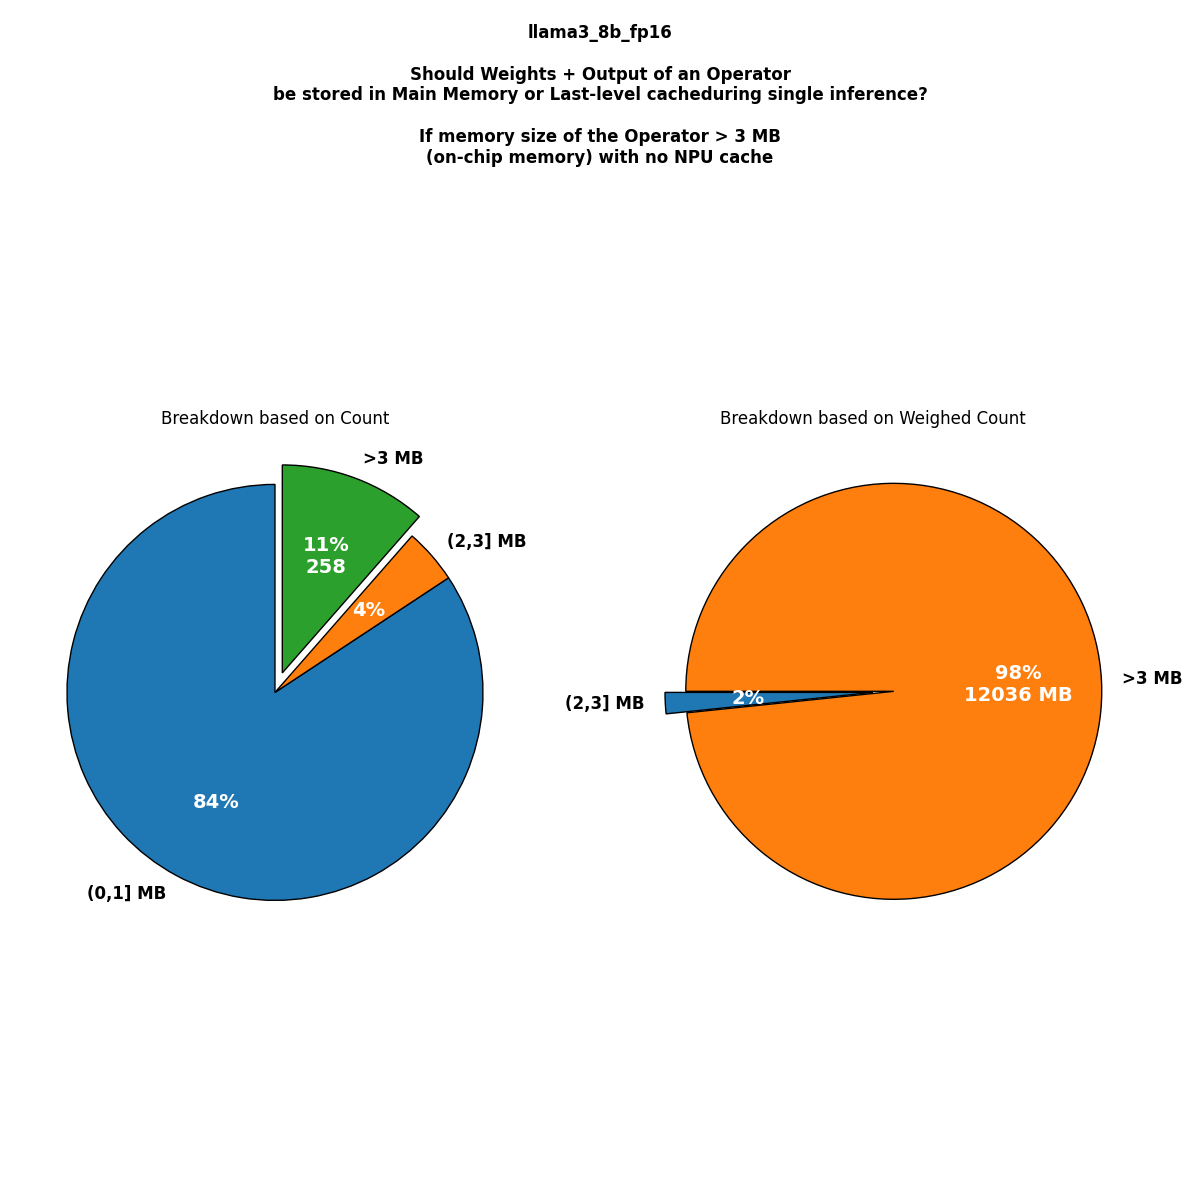 llama3_8b_fp16
Should Weights + Output of an Operator
be stored in Main Memory or Last-level cacheduring single inference?
If memory size of the Operator > 3 MB
(on-chip memory) with no NPU cache
Breakdown based on Count
>3 MB
(2,3] MB
11%
258
4%
84%
(0,1] MB
Breakdown based on Weighed Count
98%
12036 MB
>3 MB
2%
(2,3] MB